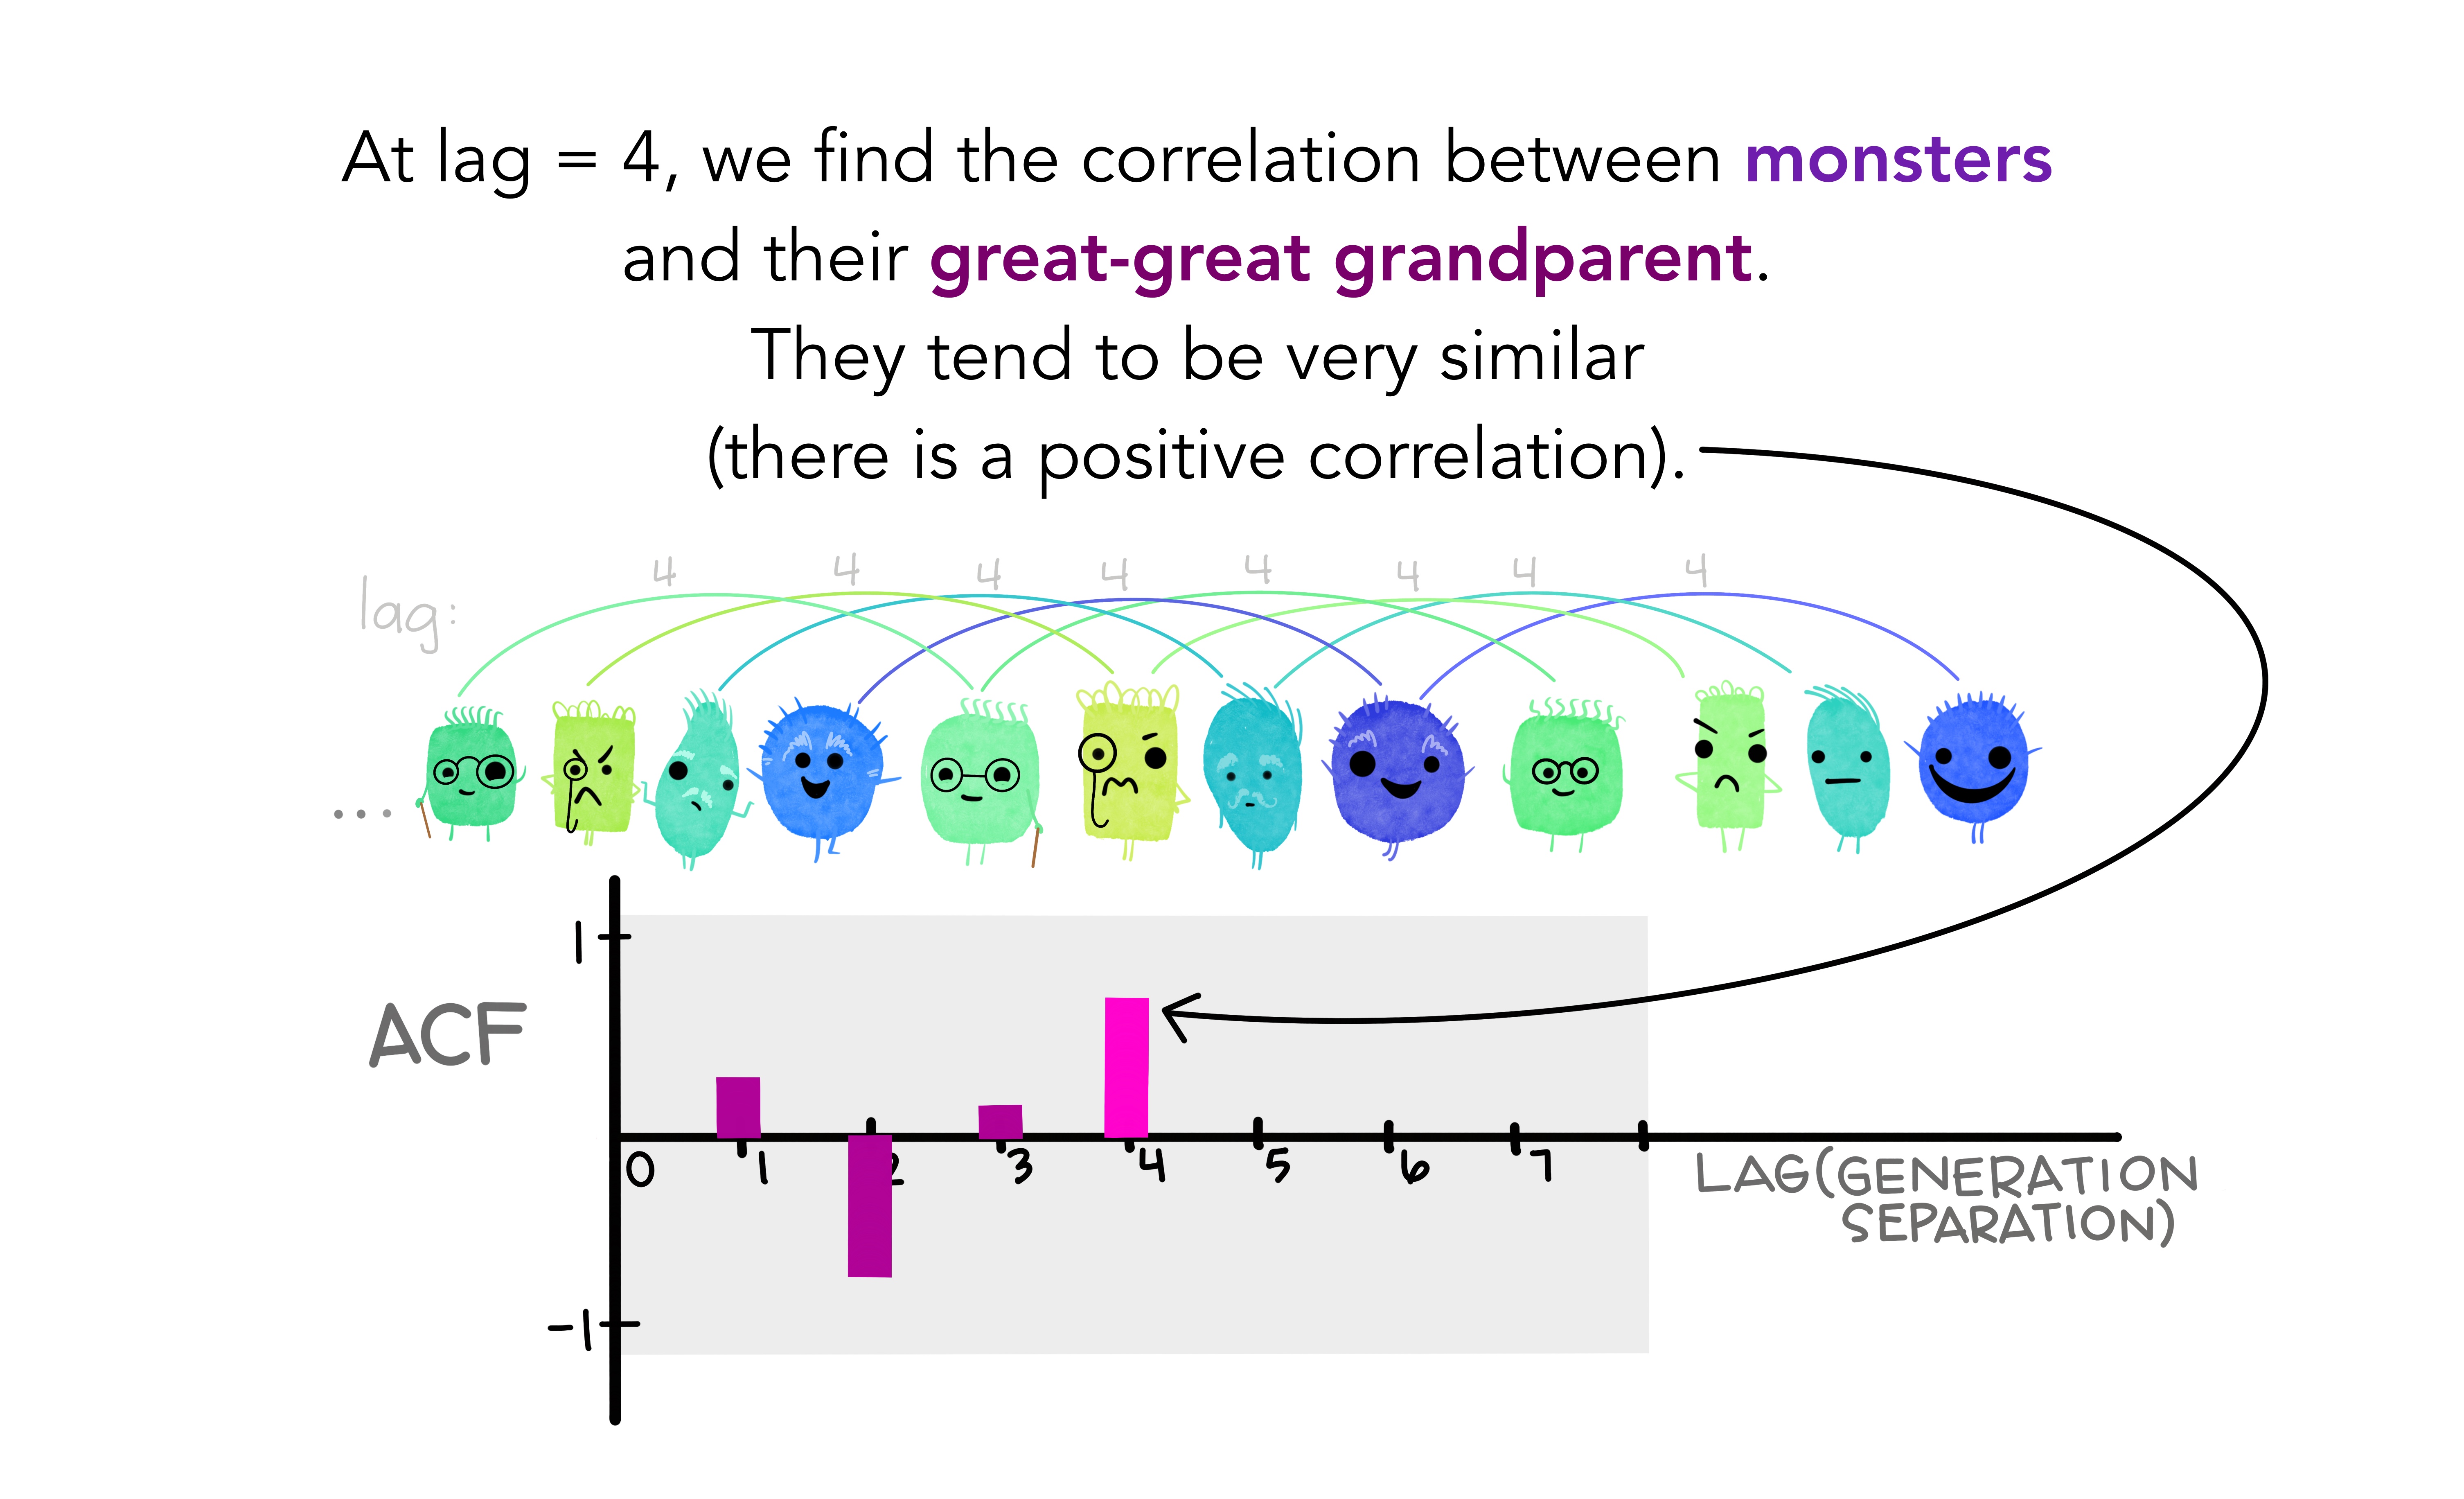 At lag = 4, we find the correlation between monsters
and their great-great grandparent.
They tend to be very similar
(there is a positive correlation).
lag: 4 4 4 4 4 4 4 4
...
1
ACF
0 1 2 3 4 5 6 7
LAG (GENERATION
SEPARATION)
-1